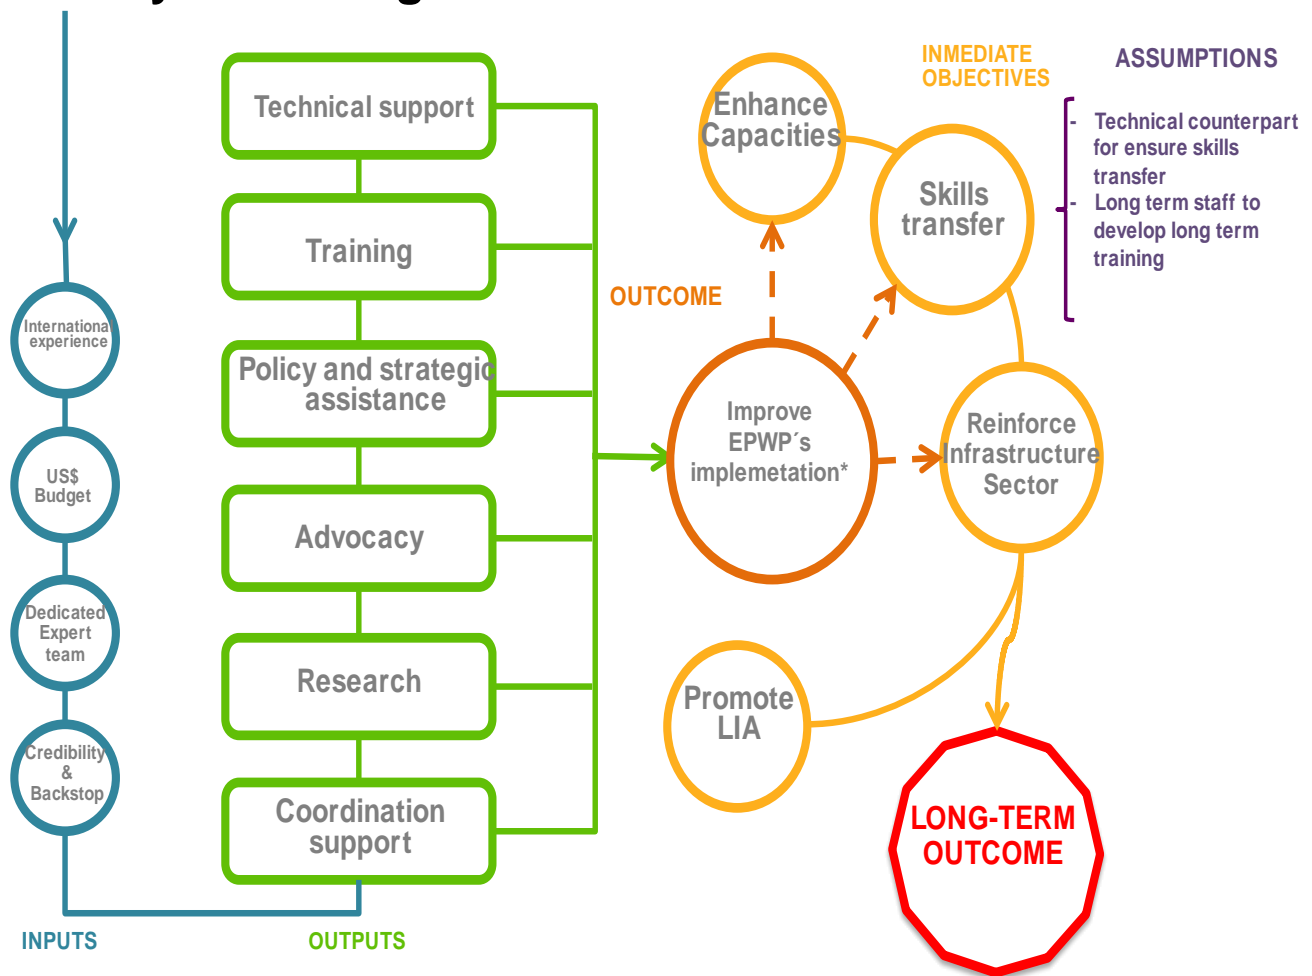 INMEDIATE
OBJECTIVES
ASSUMPTIONS
Technical support
Training
Policy and strategic
assistance
Advocacy
Research
Coordination
support
International
experience
US$
Budget
Dedicated
Expert
team
Credibility
&
Backstop
INPUTS
OUTPUTS
OUTCOME
Improve
EPWP´s
implemetation*
Enhance
Capacities
Skills
transfer
Reinforce
Infrastructure
Sector
Promote
LIA
- Technical counterpart
for ensure skills
transfer
- Long term staff to
develop long term
training
LONG-TERM
OUTCOME